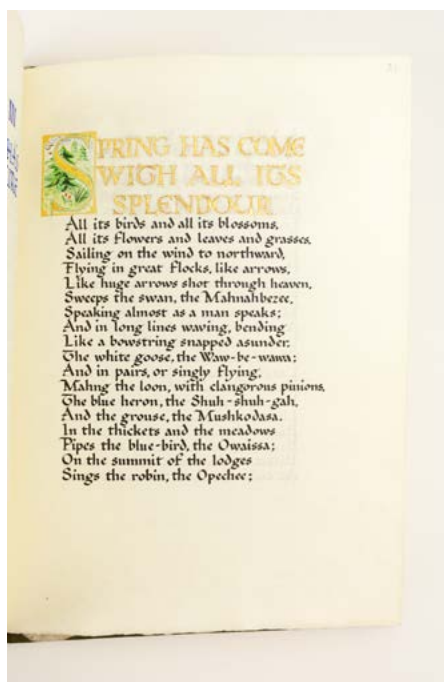 SPRING HAS COME
WITH ALL ITS
SPLENDOUR
All its birds and all its blossoms,
All its flowers and leaves and grasses,
Sailing on the wind to northward,
Flying in great flocks, like arrows,
Like huge arrows shot through heaven,
Sweeps the swan, the Mahnahbezee,
Speaking almost as a man speaks;
And in long lines waving, bending
Like a bowstring snapped asunder.
The white goose, the Waw-be-wawa;
And in pairs, or singly flying,
Mahng the loon, with clangorous pinions,
The blue heron, the Shuh-shuh-gah,
And the grouse, the Mushkodasa.
In the thickets and the meadows
Pipes the blue-bird, the Owaissa;
On the summit of the lodges
Sings the robin, the Opechee;